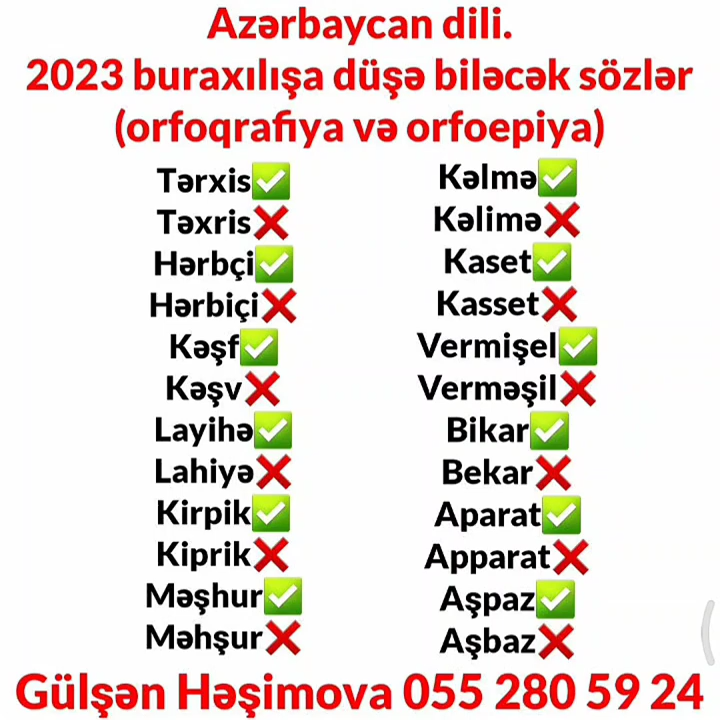 Azərbaycan dili.
2023 buraxılışa düşə biləcək sözlər
(orfoqrafiya və orfoepiya)
Tərxis✅
Təxris❌
Hərbçi✅
Hərbiçi❌
Kəşf✅
Kəşv❌
Layihə✅
Lahiyə❌
Kirpik✅
Kiprik❌
Məşhur✅
Məhşur❌
Kəlmə✅
Kəlimə❌
Kaset✅
Kasset❌
Vermişel✅
Verməşil❌
Bikar✅
Bekar❌
Aparat✅
Apparat❌
Aşpaz✅
Aşbaz❌
Gülşən Həşimova 055 280 59 24